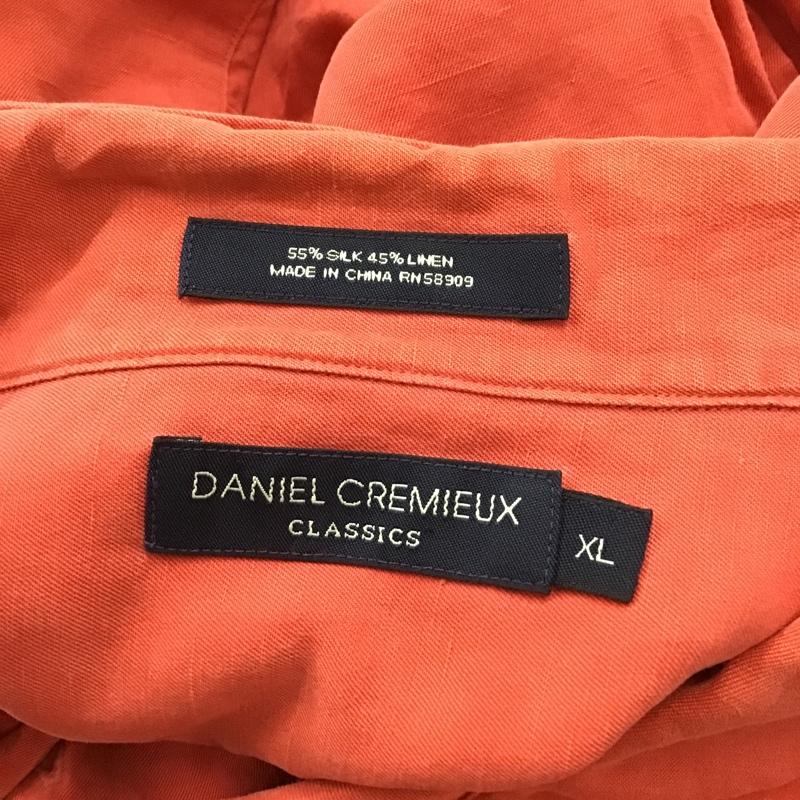 55% SILK 45% LINEN
MADE IN CHINA RN58909
DANIEL CREMIEUX
CLASSICS
XL